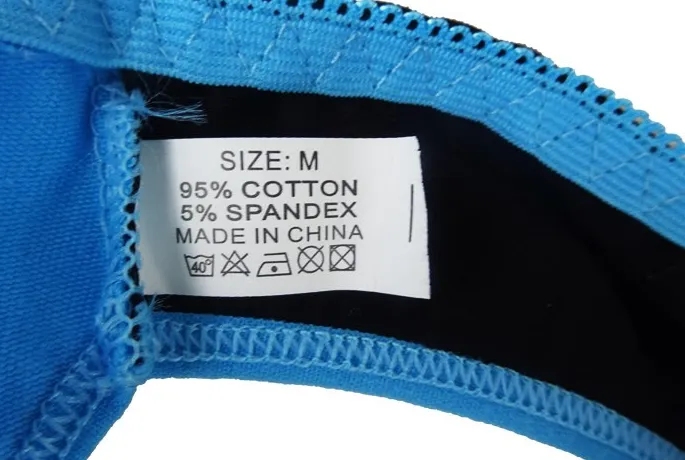 SIZE: M
95% COTTON
5% SPANDEX
MADE IN CHINA
40°